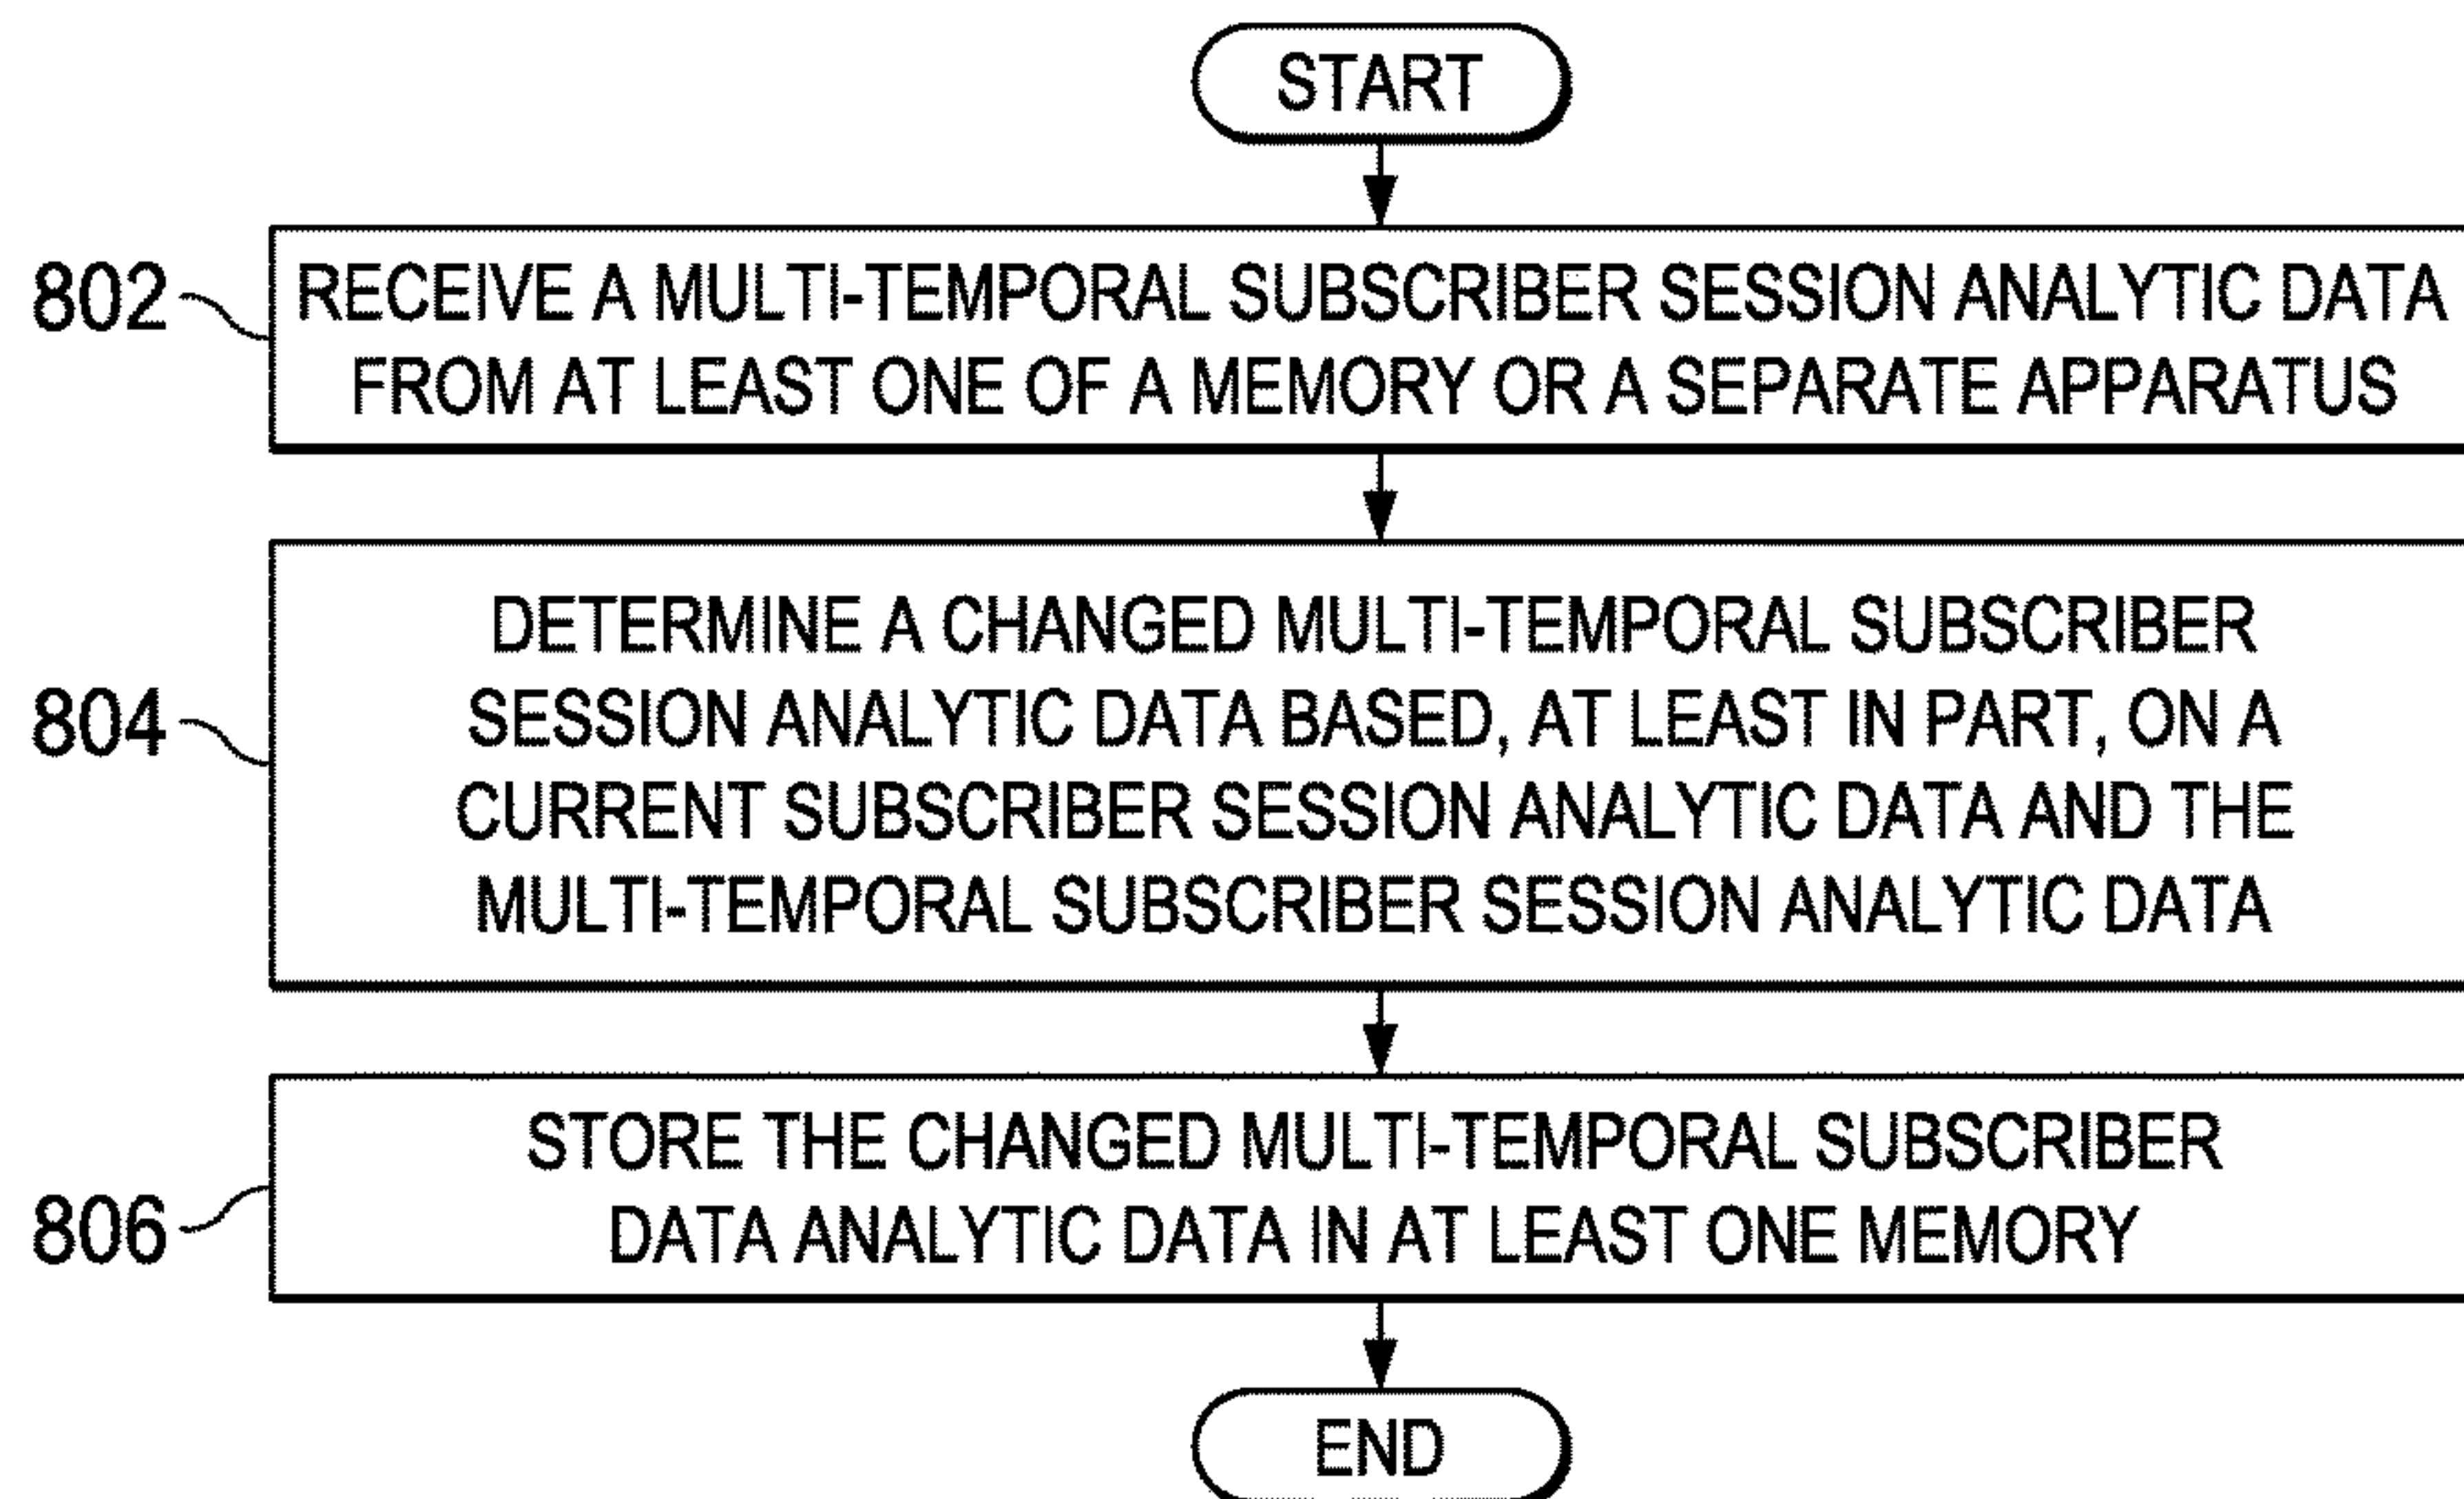 START
802
RECEIVE A MULTI-TEMPORAL SUBSCRIBER SESSION ANALYTIC DATA
FROM AT LEAST ONE OF A MEMORY OR A SEPARATE APPARATUS
804
DETERMINE A CHANGED MULTI-TEMPORAL SUBSCRIBER
SESSION ANALYTIC DATA BASED, AT LEAST IN PART, ON A
CURRENT SUBSCRIBER SESSION ANALYTIC DATA AND THE
MULTI-TEMPORAL SUBSCRIBER SESSION ANALYTIC DATA
806
STORE THE CHANGED MULTI-TEMPORAL SUBSCRIBER
DATA ANALYTIC DATA IN AT LEAST ONE MEMORY
END